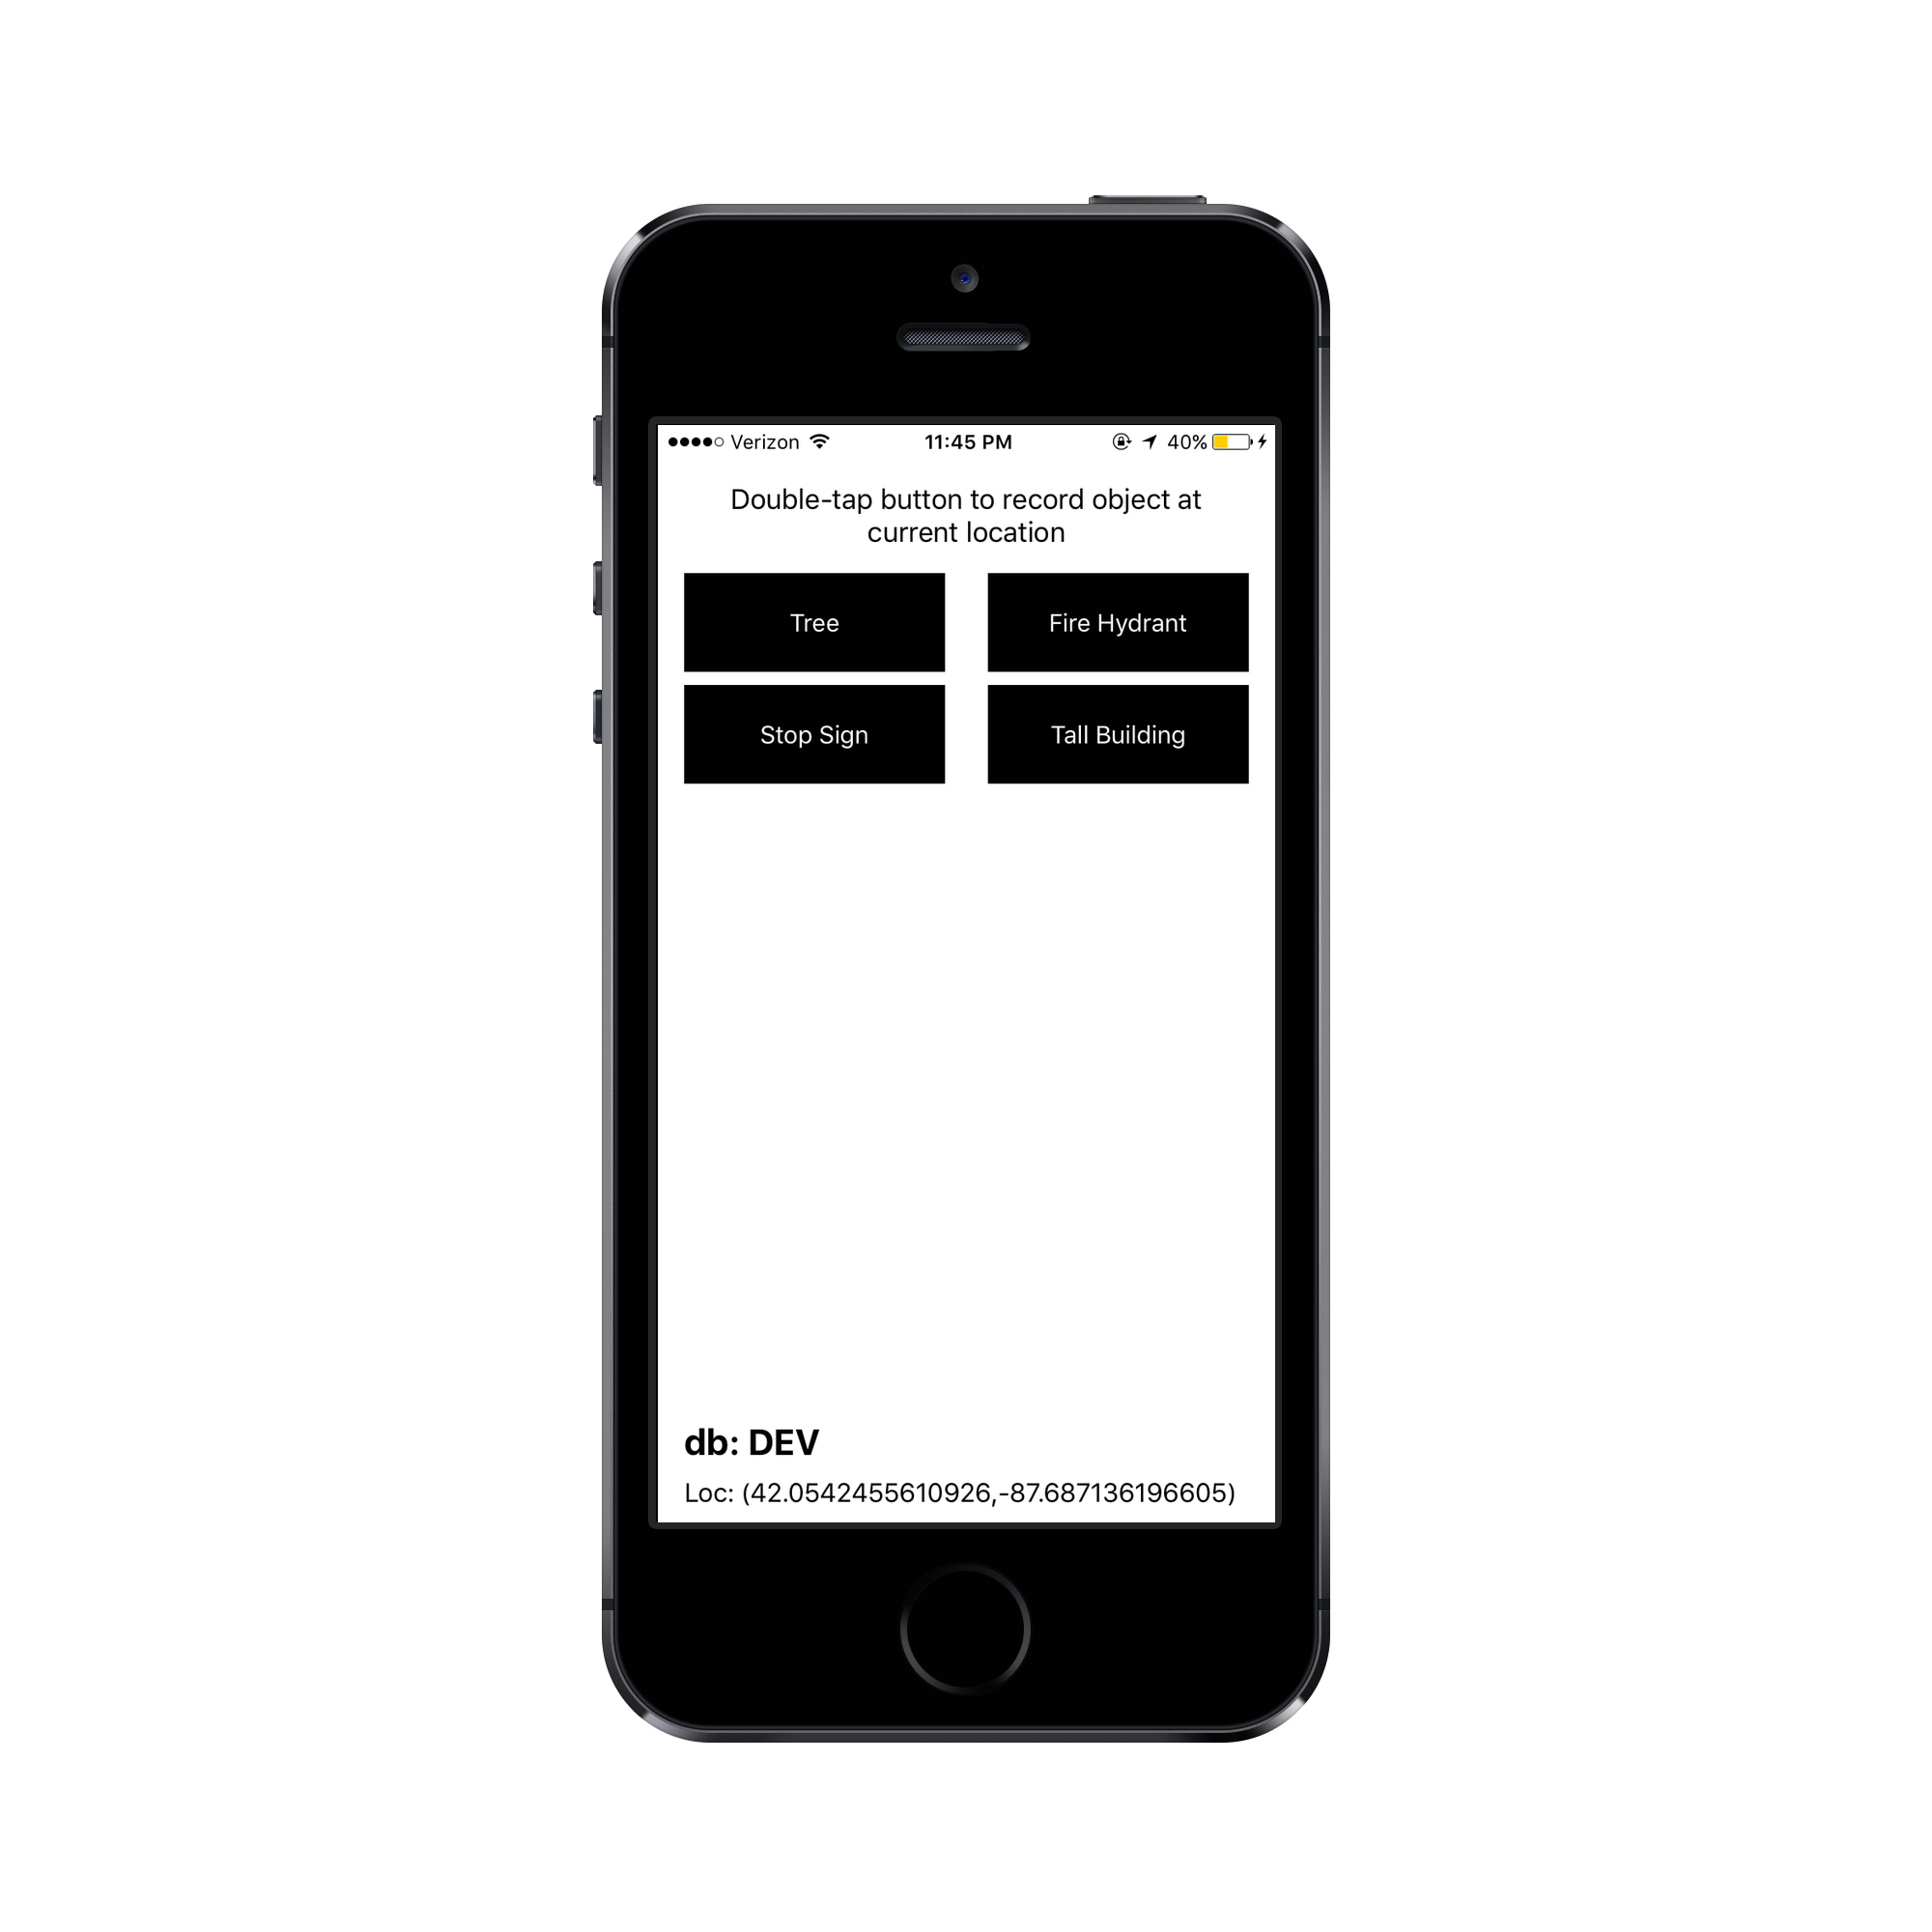 Verizon 11:45 PM 40%
Double-tap button to record object at
current location
Tree Fire Hydrant
Stop Sign Tall Building
db: DEV
Loc: (42.0542455610926,-87.687136196605)